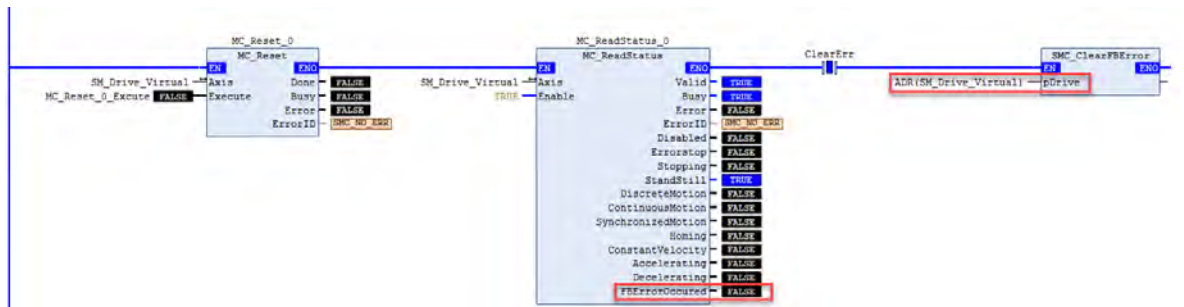 MC_Reset_0
MC_Reset
EN ENO
SM_Drive_Virtual Axis Done FALSE
MC_Reset_0_Excute FALSE Execute Busy FALSE
Error FALSE
ErrorID SMC_NO_ERR
MC_ReadStatus_0
MC_ReadStatus
EN ENO
SM_Drive_Virtual Axis Valid TRUE
TRUE Enable Busy TRUE
Error FALSE
ErrorID SMC_NO_ERR
Disabled FALSE
Errorstop FALSE
Stopping FALSE
StandStill TRUE
DiscreteMotion FALSE
ContinuousMotion FALSE
SynchronizedMotion FALSE
Homing FALSE
ConstantVelocity FALSE
Accelerating FALSE
Decelerating FALSE
FBErrorOccured FALSE
ClearErr
SMC_ClearFBError
EN ENO
ADR(SM_Drive_Virtual) pDrive